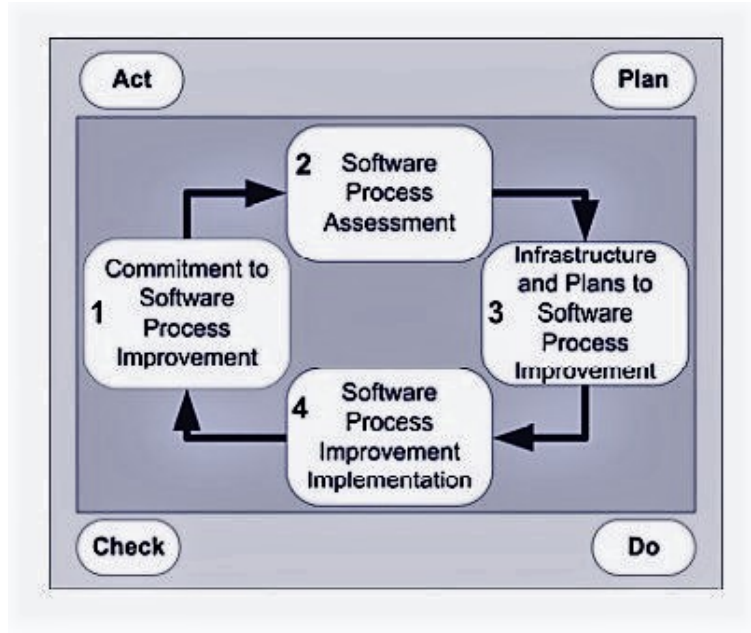 Act
Plan
2 Software
Process
Assessment
Commitment to
1 Software
Process
Improvement
Infrastructure
and Plans to
3 Software
Process
Improvement
4 Software
Process
Improvement
Implementation
Check
Do